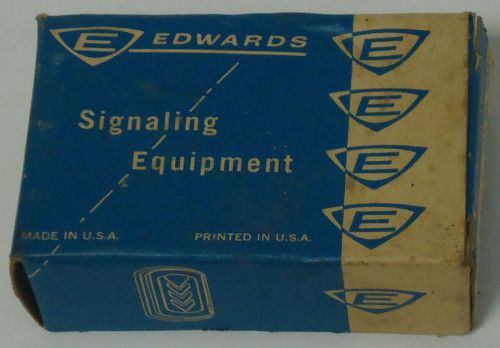 E EDWARDS E
Signaling E
Equipment E
E
MADE IN U.S.A. PRINTED IN U.S.A.
E